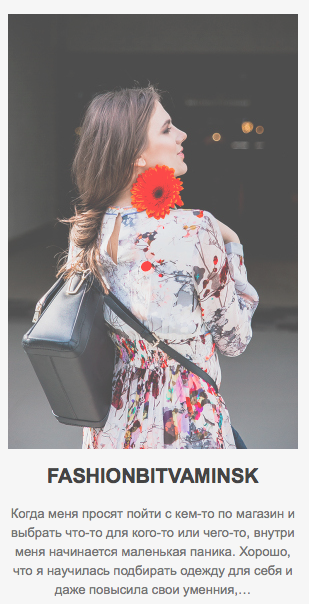 FASHIONBITVAMINSK
Когда меня просят пойти с кем-то по магазин и
выбрать что-то для кого-то или чего-то, внутри
меня начинается маленькая паника. Хорошо,
что я научилась подбирать одежду для себя и
даже повысила свои уменния,...